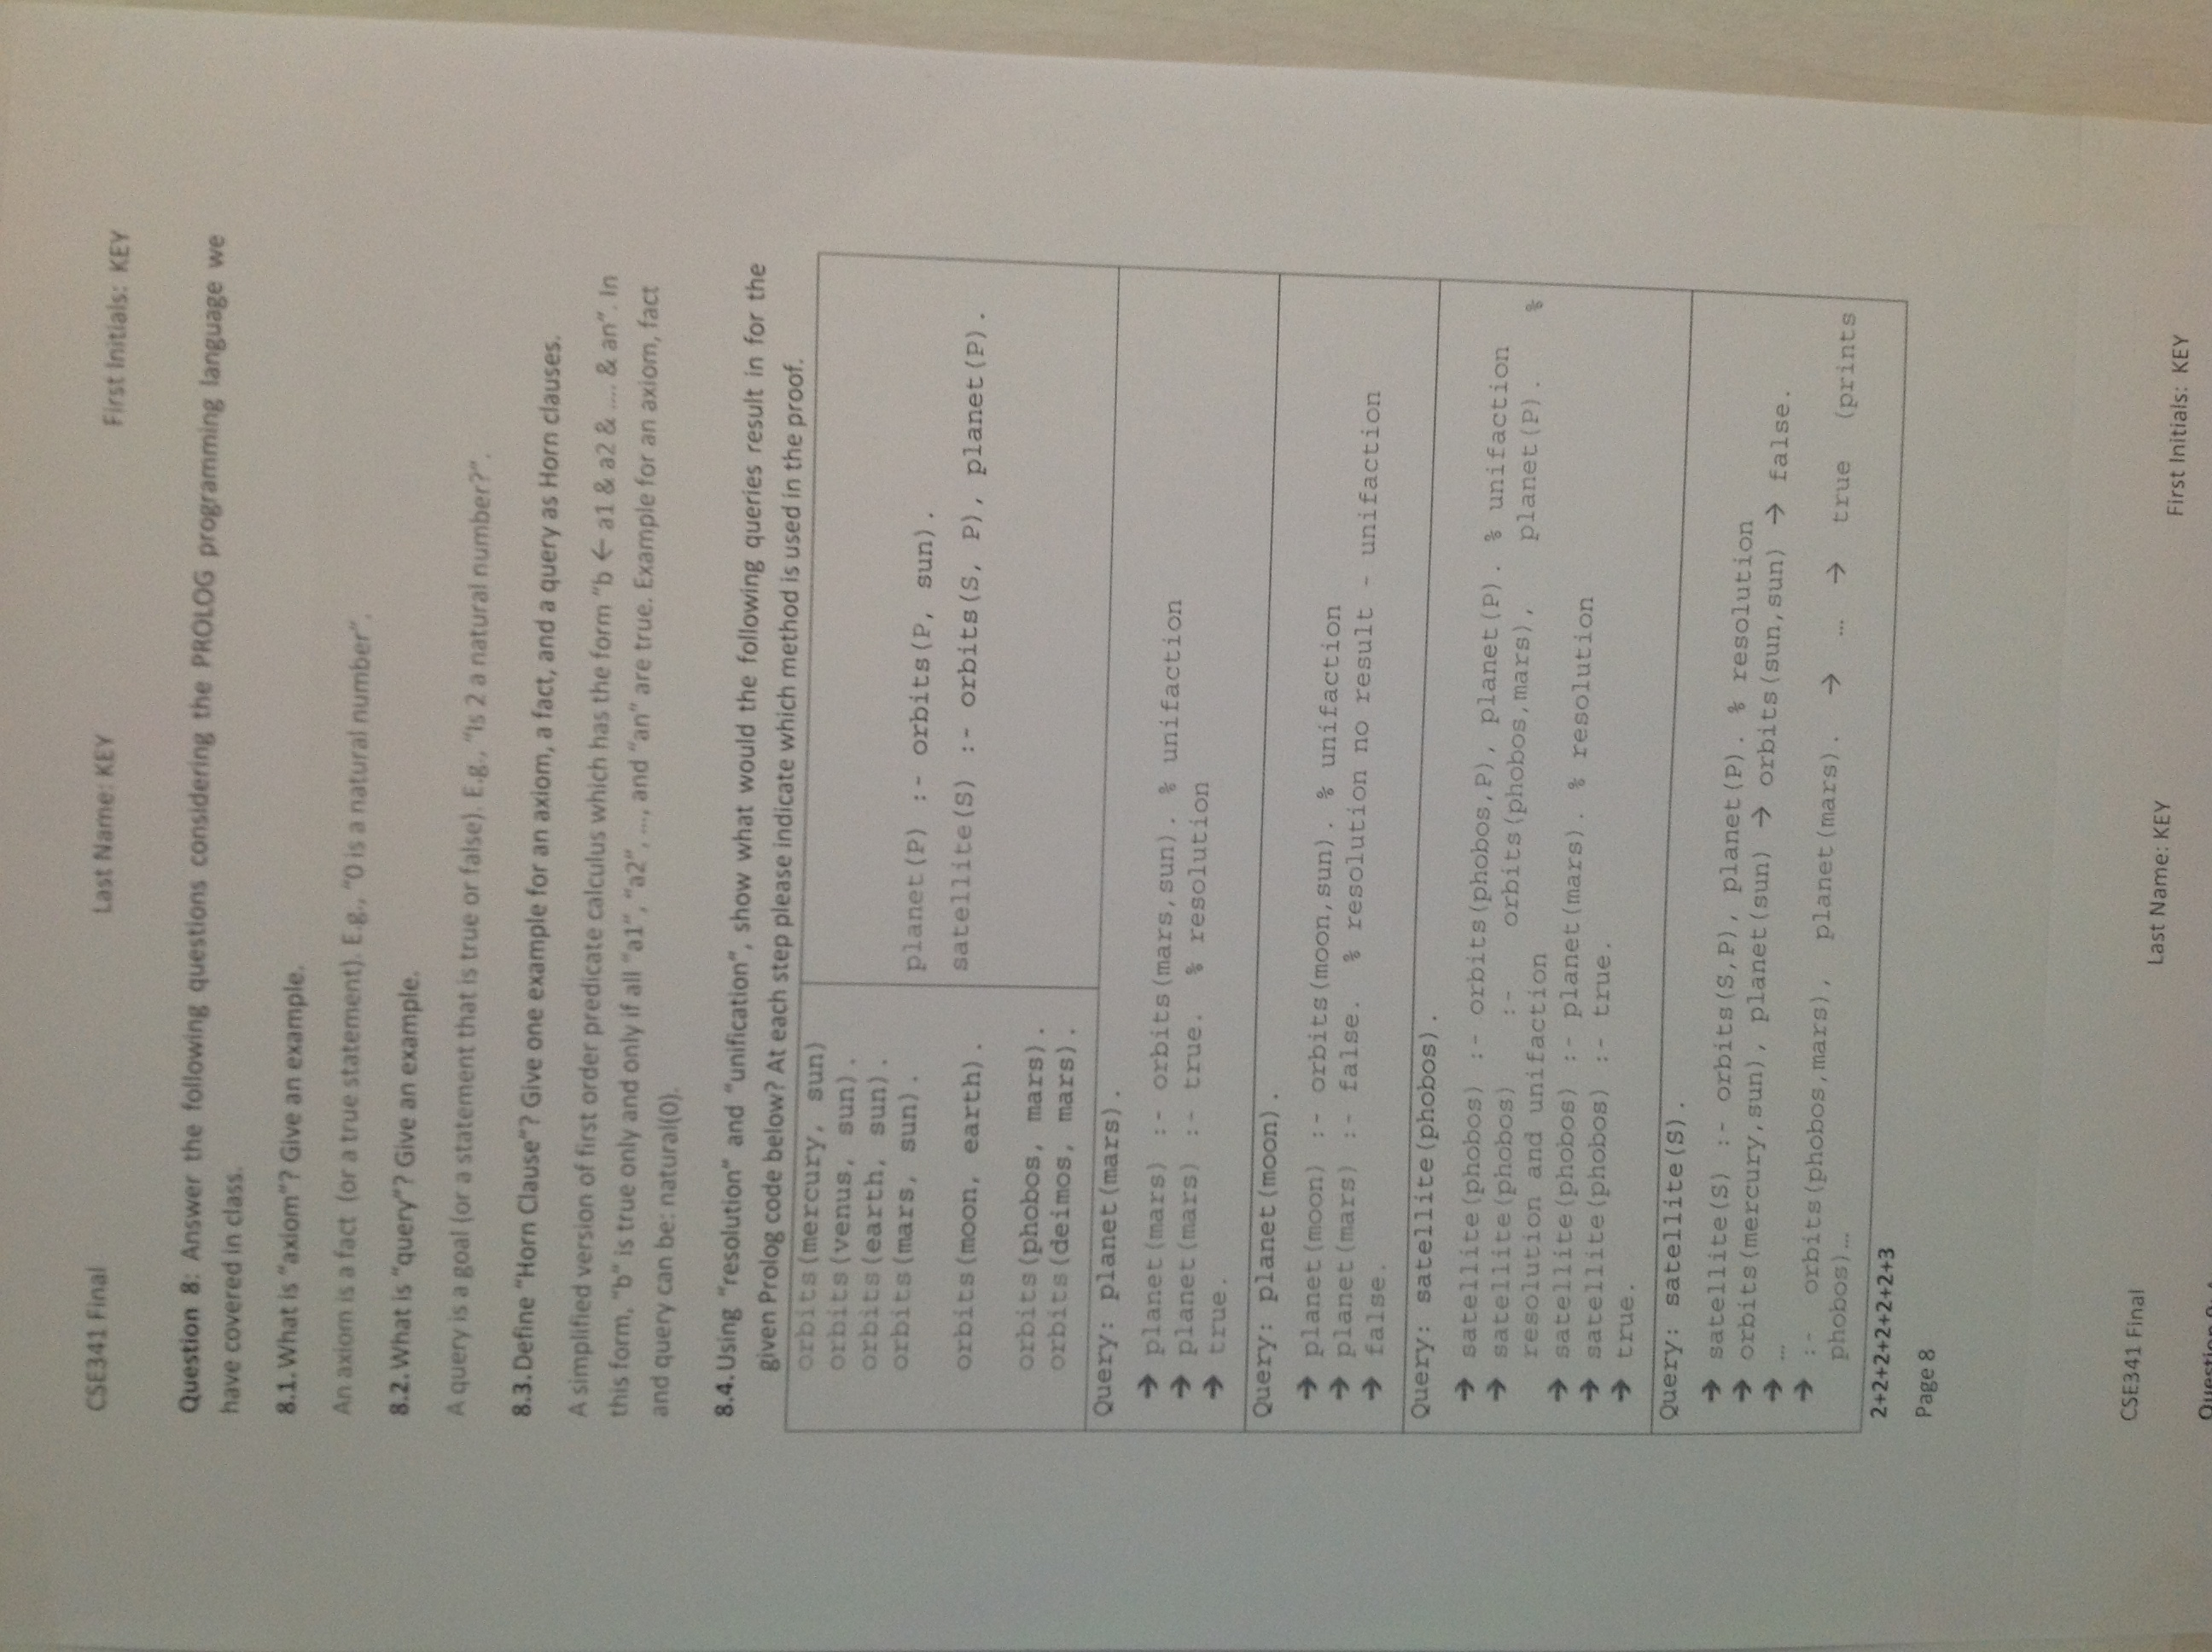 CSE341 Final Last Name: KEY First Initials: KEY
Question 8: Answer the following questions considering the PROLOG programming language we
have covered in class.
8.1. What is "axiom"? Give an example.
An axiom is a fact (or a true statement). E.g., "0 is a natural number".
8.2. What is "query"? Give an example.
A query is a goal (or a statement that is true or false). E.g., "Is 2 a natural number?".
8.3. Define "Horn Clause"? Give one example for an axiom, a fact, and a query as Horn clauses.
A simplified version of first order predicate calculus which has the form "b ← a1 & a2 & .... & an". In
this form, "b" is true only and only if all "a1", "a2", ..., and "an" are true. Example for an axiom, fact
and query can be: natural(0).
8.4. Using "resolution" and "unification", show what would the following queries result in for the
given Prolog code below? At each step please indicate which method is used in the proof.
orbits(mercury, sun)
orbits(venus, sun).
orbits(earth, sun).
orbits(mars, sun).
orbits(moon, earth).
orbits(phobos, mars).
orbits(deimos, mars).
planet(P) :- orbits(P, sun).
satellite(S) :- orbits(S, P), planet(P).
Query: planet(mars).
➔ planet(mars) :- orbits(mars,sun). % unifaction
➔ planet(mars) :- true. % resolution
➔ true.
Query: planet(moon).
➔ planet(moon) :- orbits(moon,sun). % unifaction
➔ planet(mars) :- false. % resolution no result - unifaction
➔ false.
Query: satellite(phobos).
➔ satellite(phobos) :- orbits(phobos,P), planet(P). % unifaction
➔ satellite(phobos) :- orbits(phobos,mars), planet(P). %
resolution and unifaction
➔ satellite(phobos) :- planet(mars). % resolution
➔ satellite(phobos) :- true.
➔ true.
Query: satellite(S).
➔ satellite(S) :- orbits(S,P), planet(P). % resolution
➔ orbits(mercury,sun), planet(sun) → orbits(sun,sun) → false.
➔ ...
➔ :- orbits(phobos,mars), planet(mars). → ... → true (prints
phobos)...
2+2+2+2+2+2+3
Page 8
CSE341 Final Last Name: KEY First Initials: KEY